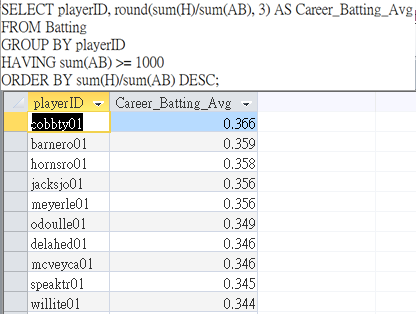 SELECT playerID, round(sum(H)/sum(AB), 3) AS Career_Batting_Avg
FROM Batting
GROUP BY playerID
HAVING sum(AB) >= 1000
ORDER BY sum(H)/sum(AB) DESC;
playerID Career_Batting_Avg
cobbty01 0.366
barnero01 0.359
hornsro01 0.358
jacksjo01 0.356
meyerle01 0.356
odoulle01 0.349
delahed01 0.346
mcveyca01 0.346
speaktr01 0.345
willite01 0.344